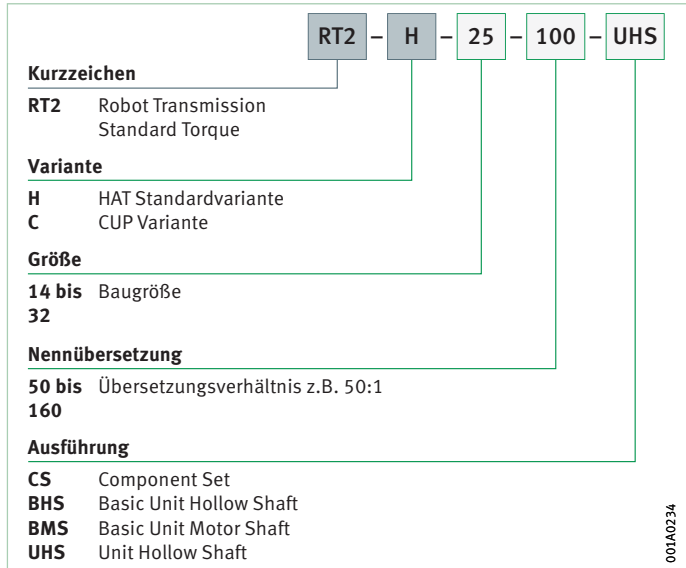 RT2 – H – 25 – 100 – UHS
Kurzzeichen
RT2 Robot Transmission
Standard Torque
Variante
H HAT Standardvariante
C CUP Variante
Größe
14 bis Baugröße
32
Nennübersetzung
50 bis Übersetzungsverhältnis z.B. 50:1
160
Ausführung
CS Component Set
BHS Basic Unit Hollow Shaft
BMS Basic Unit Motor Shaft
UHS Unit Hollow Shaft
001A0234